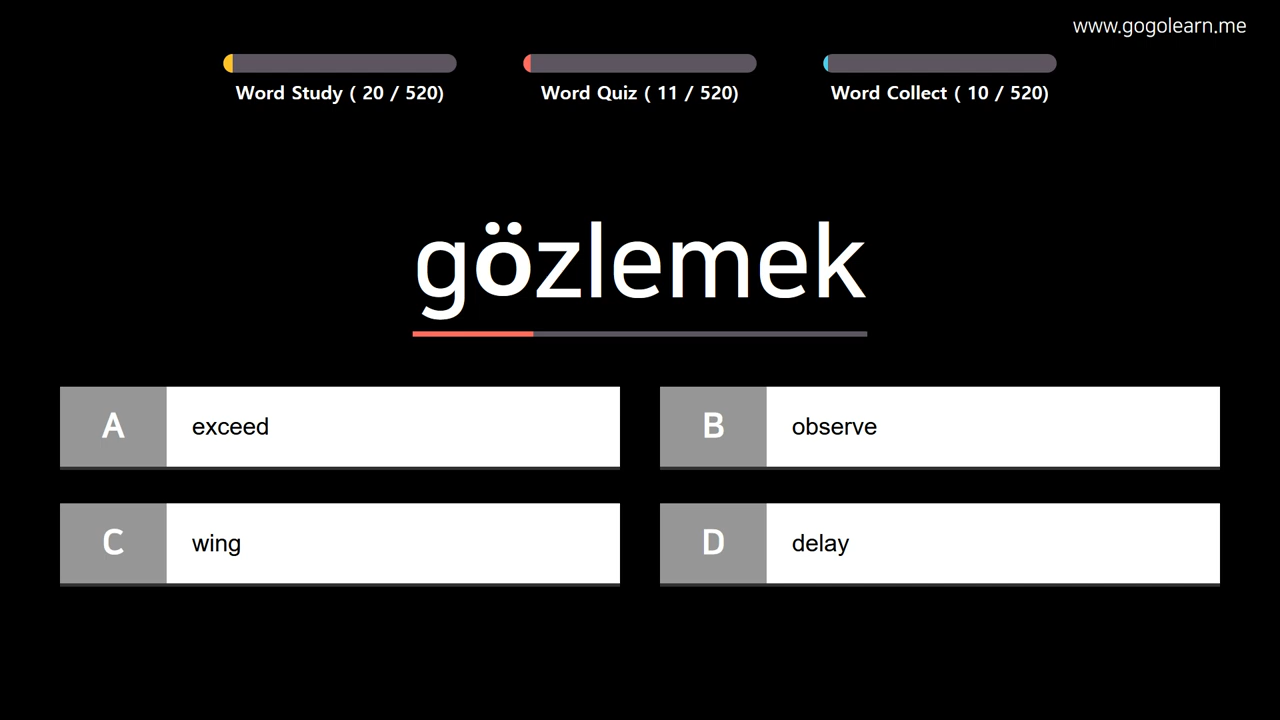 www.gogolearn.me
Word Study ( 20 / 520)
Word Quiz ( 11 / 520)
Word Collect ( 10 / 520)
gözlemek
A exceed
B observe
C wing
D delay